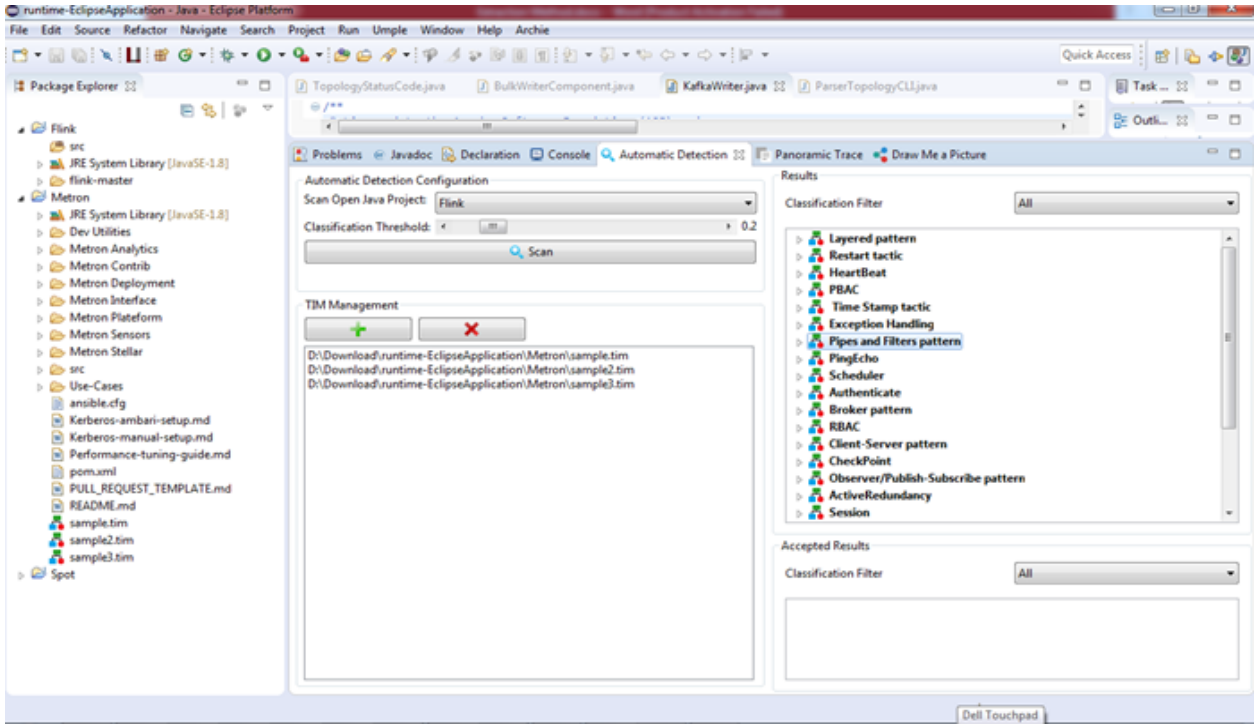 runtime-EclipseApplication - Java - Eclipse Platform
File Edit Source Refactor Navigate Search Project Run Umple Window Help Archie
Quick Access
Package Explorer
Flink
src
JRE System Library [JavaSE-1.8]
flink-master
Metron
JRE System Library [JavaSE-1.8]
Dev Utilities
Metron Analytics
Metron Contrib
Metron Deployment
Metron Interface
Metron Plateform
Metron Sensors
Metron Stellar
src
Use-Cases
ansible.cfg
Kerberos-ambari-setup.md
Kerberos-manual-setup.md
Performance-tuning-guide.md
pom.xml
PULL_REQUEST_TEMPLATE.md
README.md
sample.tim
sample2.tim
sample3.tim
Spot
TopologyStatusCode.java BulkWriterComponent.java KafkaWriter.java ParserTopologyCLI.java
/**
Task ...
Outli...
Problems @ Javadoc Declaration Console Automatic Detection Panoramic Trace Draw Me a Picture
Automatic Detection Configuration
Scan Open Java Project: Flink
Classification Threshold: 0.2
Scan
TIM Management
D:\Download\runtime-EclipseApplication\Metron\sample.tim
D:\Download\runtime-EclipseApplication\Metron\sample2.tim
D:\Download\runtime-EclipseApplication\Metron\sample3.tim
Results
Classification Filter All
Layered pattern
Restart tactic
HeartBeat
PBAC
Time Stamp tactic
Exception Handling
Pipes and Filters pattern
PingEcho
Scheduler
Authenticate
Broker pattern
RBAC
Client-Server pattern
CheckPoint
Observer/Publish-Subscribe pattern
ActiveRedundancy
Session
Accepted Results
Classification Filter All
Dell Touchpad